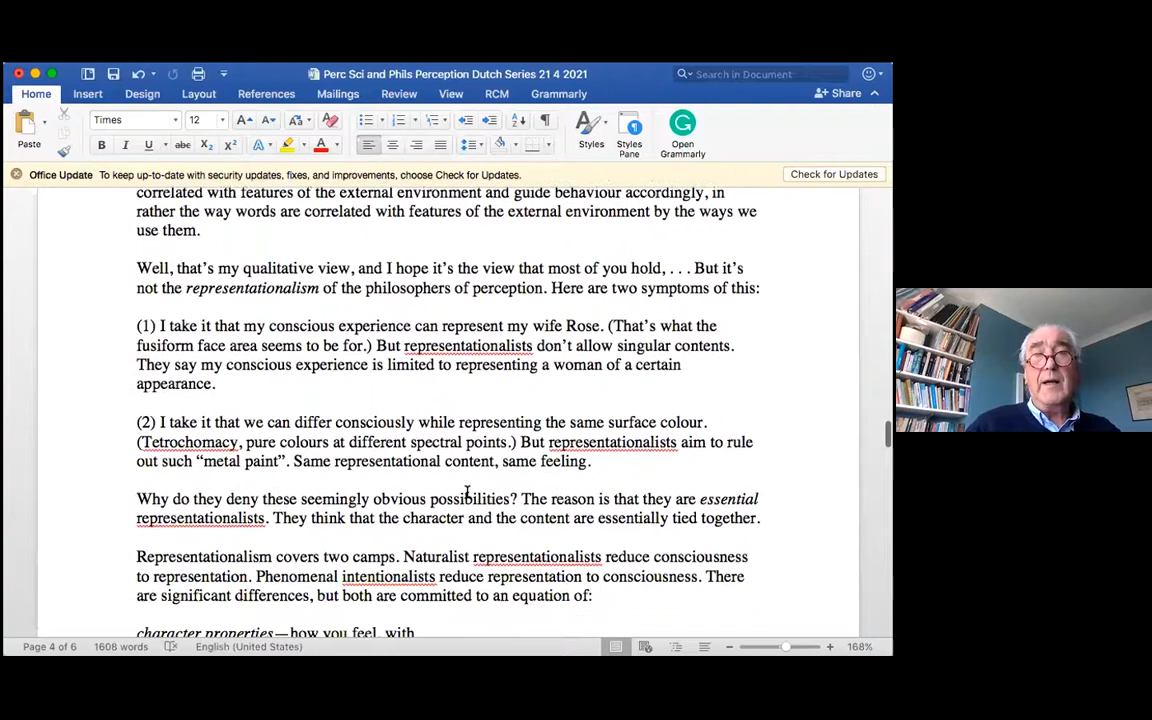 Perc Sci and Phils Perception Dutch Series 21 4 2021
Search in Document
Home Insert Design Layout References Mailings Review View RCM Grammarly
Share
Times 12
Paste
Styles
Styles Pane
Open Grammarly
Office Update To keep up-to-date with security updates, fixes, and improvements, choose Check for Updates.
Check for Updates
correlated with features of the external environment and guide behaviour accordingly, in
rather the way words are correlated with features of the external environment by the ways we
use them.
Well, that's my qualitative view, and I hope it's the view that most of you hold, . . . But it's
not the representationalism of the philosophers of perception. Here are two symptoms of this:
(1) I take it that my conscious experience can represent my wife Rose. (That's what the
fusiform face area seems to be for.) But representationalists don't allow singular contents.
They say my conscious experience is limited to representing a woman of a certain
appearance.
(2) I take it that we can differ consciously while representing the same surface colour.
(Tetrochomacy, pure colours at different spectral points.) But representationalists aim to rule
out such “metal paint”. Same representational content, same feeling.
Why do they deny these seemingly obvious possibilities? The reason is that they are essential
representationalists. They think that the character and the content are essentially tied together.
Representationalism covers two camps. Naturalist representationalists reduce consciousness
to representation. Phenomenal intentionalists reduce representation to consciousness. There
are significant differences, but both are committed to an equation of:
character properties—how you feel, with
Page 4 of 6 1608 words English (United States) 168%